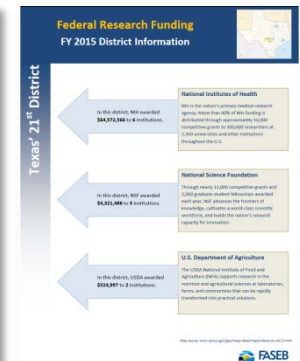 Federal Research Funding
FY 2015 District Information
Texas' 21st District
National Institutes of Health
NIH is the nation's primary medical research
agency. More than 80% of NIH funding is
distributed through approximately 50,000
competitive grants to 300,000 researchers at
2,500 universities and other institutions
throughout the U.S.
In this district, NIH awarded
$64,572,566 to 6 institutions.
National Science Foundation
Through nearly 11,000 competitive grants and
2,000 graduate student fellowships awarded
each year, NSF advances the frontiers of
knowledge, cultivates a world-class scientific
workforce, and builds the nation's research
capacity for innovation.
In this district, NSF awarded
to 5 institutions.
U.S. Department of Agriculture
The USDA National Institute of Food and
Agriculture (NIFA) supports research in the
nutrition and agricultural sciences at laboratories,
farms, and communities that can be rapidly
transformed into practical solutions.
In this district, USDA awarded
$524,997 to 2 institutions.
FASEB